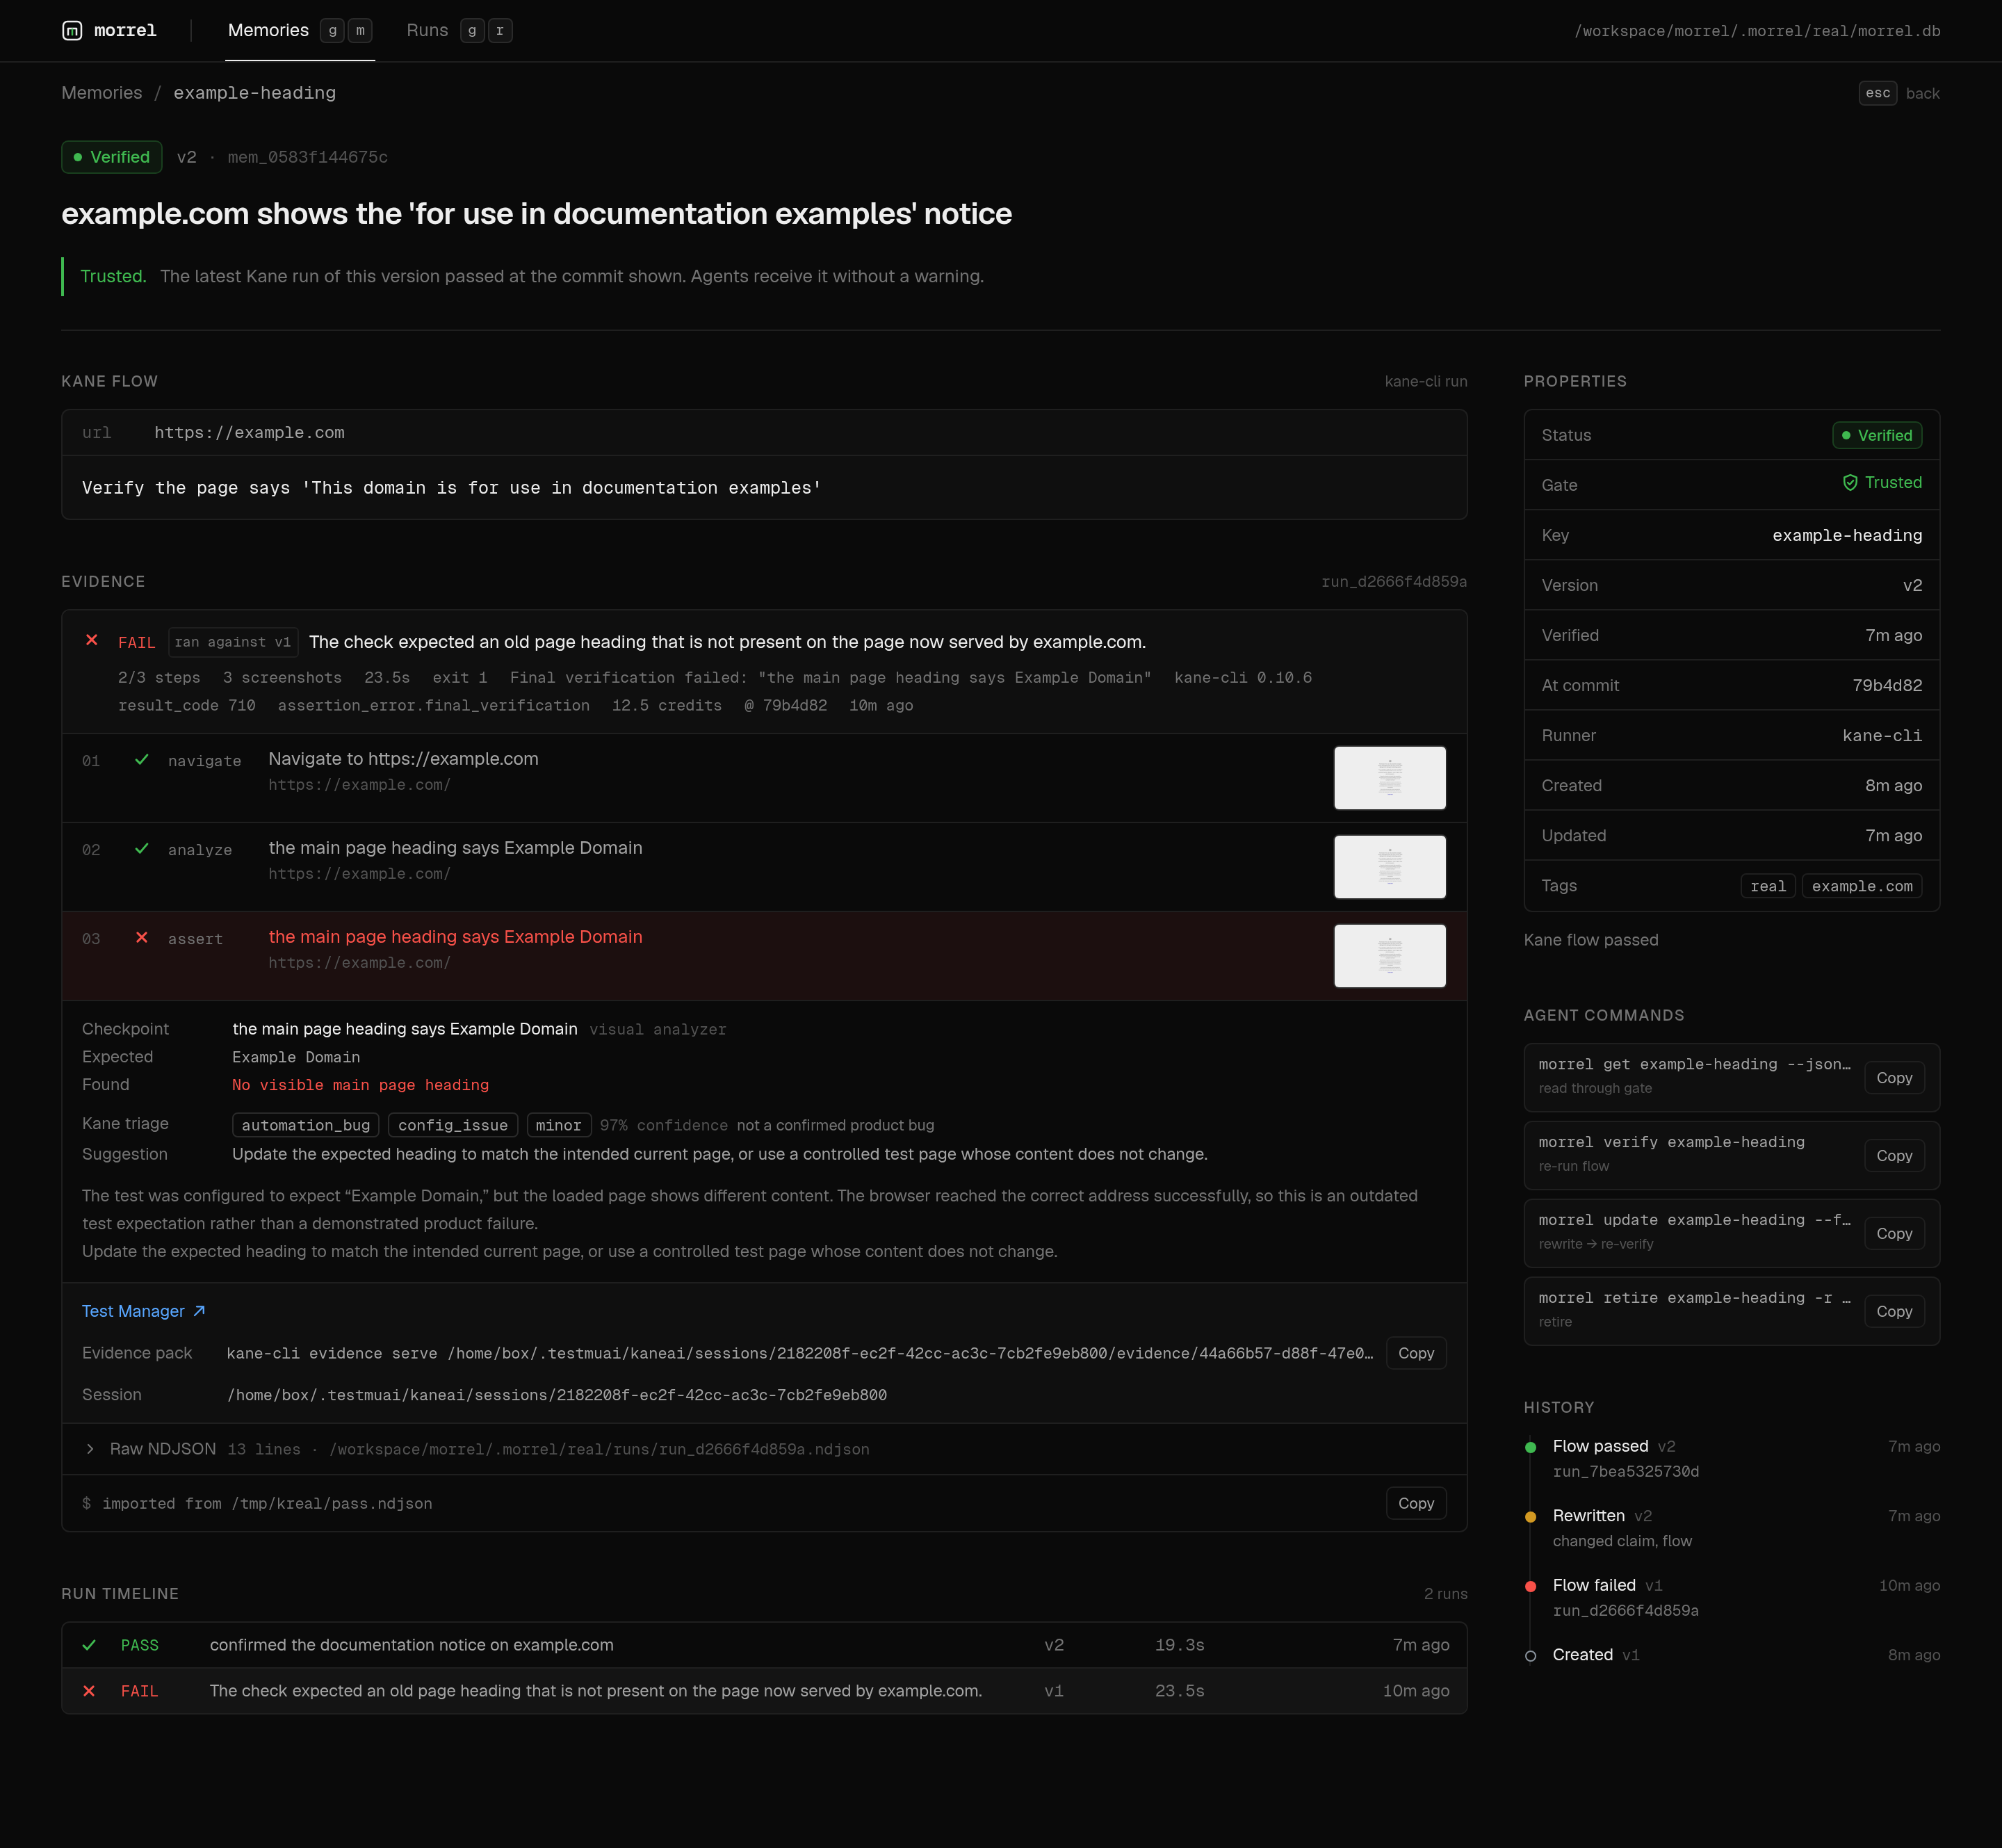 morrel
Memories g m Runs g r
/workspace/morrel/.morrel/real/morrel.db
Memories / example-heading
esc back
Verified v2 · mem_0583f144675c
example.com shows the 'for use in documentation examples' notice
Trusted. The latest Kane run of this version passed at the commit shown. Agents receive it without a warning.
KANE FLOW kane-cli run
url https://example.com
Verify the page says 'This domain is for use in documentation examples'
EVIDENCE run_d2666f4d859a
FAIL ran against v1 The check expected an old page heading that is not present on the page now served by example.com.
2/3 steps 3 screenshots 23.5s exit 1 Final verification failed: "the main page heading says Example Domain" kane-cli 0.10.6
result_code 710 assertion_error.final_verification 12.5 credits @ 79b4d82 10m ago
01 navigate Navigate to https://example.com
https://example.com/
02 analyze the main page heading says Example Domain
https://example.com/
03 assert the main page heading says Example Domain
https://example.com/
Checkpoint the main page heading says Example Domain visual analyzer
Expected Example Domain
Found No visible main page heading
Kane triage automation_bug config_issue minor 97% confidence not a confirmed product bug
Suggestion Update the expected heading to match the intended current page, or use a controlled test page whose content does not change.
The test was configured to expect “Example Domain,” but the loaded page shows different content. The browser reached the correct address successfully, so this is an outdated
test expectation rather than a demonstrated product failure.
Update the expected heading to match the intended current page, or use a controlled test page whose content does not change.
Test Manager ↗
Evidence pack kane-cli evidence serve /home/box/.testmuai/kaneai/sessions/2182208f-ec2f-42cc-ac3c-7cb2fe9eb800/evidence/44a66b57-d88f-47e0… Copy
Session /home/box/.testmuai/kaneai/sessions/2182208f-ec2f-42cc-ac3c-7cb2fe9eb800
Raw NDJSON 13 lines · /workspace/morrel/.morrel/real/runs/run_d2666f4d859a.ndjson
$ imported from /tmp/kreal/pass.ndjson Copy
RUN TIMELINE 2 runs
PASS confirmed the documentation notice on example.com v2 19.3s 7m ago
FAIL The check expected an old page heading that is not present on the page now served by example.com. v1 23.5s 10m ago
PROPERTIES
Status Verified
Gate Trusted
Key example-heading
Version v2
Verified 7m ago
At commit 79b4d82
Runner kane-cli
Created 8m ago
Updated 7m ago
Tags real example.com
Kane flow passed
AGENT COMMANDS
morrel get example-heading --json… Copy
read through gate
morrel verify example-heading Copy
re-run flow
morrel update example-heading --f… Copy
rewrite → re-verify
morrel retire example-heading -r … Copy
retire
HISTORY
Flow passed v2 7m ago
run_7bea5325730d
Rewritten v2 7m ago
changed claim, flow
Flow failed v1 10m ago
run_d2666f4d859a
Created v1 8m ago